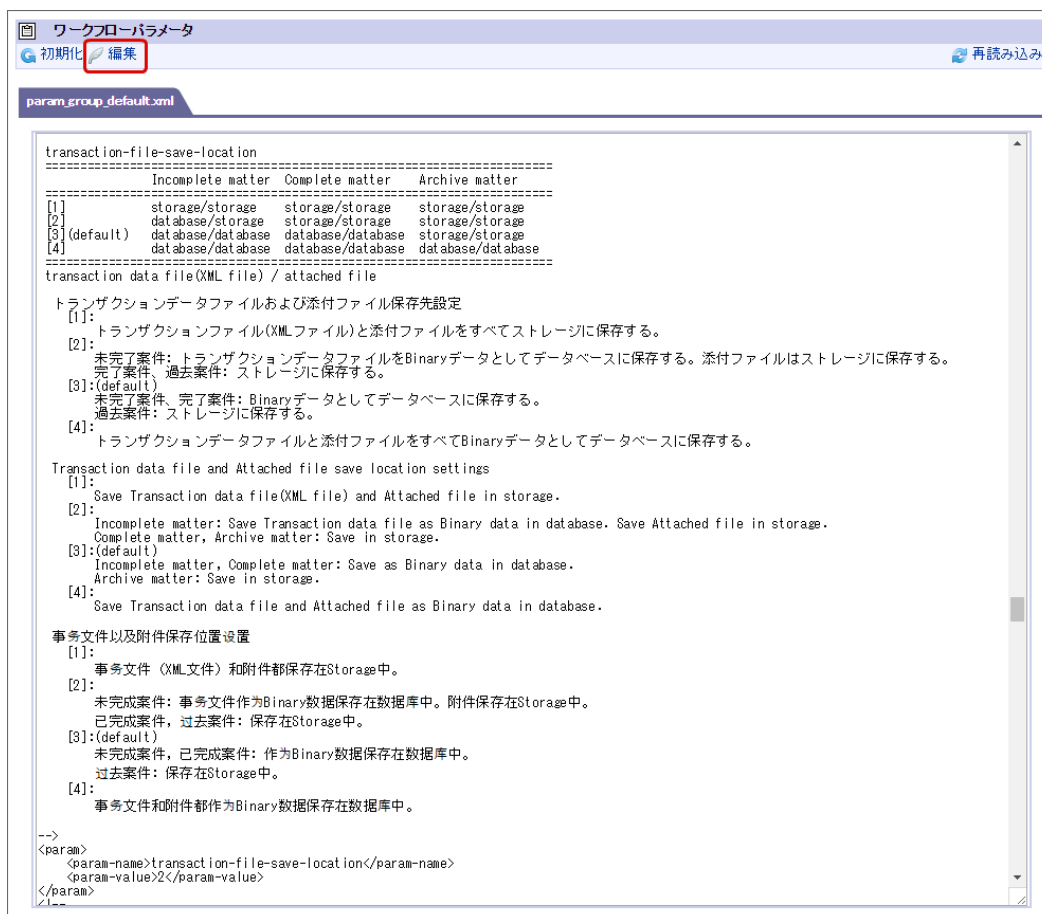 ワークフローパラメータ
初期化 編集 再読み込み
param_group_default.xml
transaction-file-save-location
=========================================================================
Incomplete matter Complete matter Archive matter
=========================================================================
[1] storage/storage storage/storage storage/storage
[2] database/storage storage/storage storage/storage
[3](default) database/database database/database storage/storage
[4] database/database database/database database/database
=========================================================================
transaction data file(XML file) / attached file
トランザクションデータファイルおよび添付ファイル保存先設定
[1]:
トランザクションファイル(XMLファイル)と添付ファイルをすべてストレージに保存する。
[2]:
未完了案件: トランザクションデータファイルをBinaryデータとしてデータベースに保存する。添付ファイルはストレージに保存する。
完了案件、過去案件: ストレージに保存する。
[3]:(default)
未完了案件、完了案件: Binaryデータとしてデータベースに保存する。
過去案件: ストレージに保存する。
[4]:
トランザクションデータファイルと添付ファイルをすべてBinaryデータとしてデータベースに保存する。
Transaction data file and Attached file save location settings
[1]:
Save Transaction data file(XML file) and Attached file in storage.
[2]:
Incomplete matter: Save Transaction data file as Binary data in database. Save Attached file in storage.
Complete matter, Archive matter: Save in storage.
[3]:(default)
Incomplete matter, Complete matter: Save as Binary data in database.
Archive matter: Save in storage.
[4]:
Save Transaction data file and Attached file as Binary data in database.
事务文件以及附件保存位置设置
[1]:
事务文件（XML文件）和附件都保存在Storage中。
[2]:
未完成案件: 事务文件作为Binary数据保存在数据库中。附件保存在Storage中。
已完成案件，过去案件: 保存在Storage中。
[3]:(default)
未完成案件，已完成案件: 作为Binary数据保存在数据库中。
过去案件: 保存在Storage中。
[4]:
事务文件和附件都作为Binary数据保存在数据库中。
-->
<param>
<param-name>transaction-file-save-location</param-name>
<param-value>2</param-value>
</param>
<!--